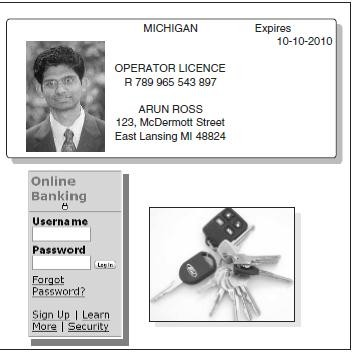 MICHIGAN Expires
10-10-2010
OPERATOR LICENCE
R 789 965 543 897
ARUN ROSS
123, McDermott Street
East Lansing MI 48824
Online
Banking
Username
Password
Log In
Forgot
Password?
Sign Up | Learn
More | Security